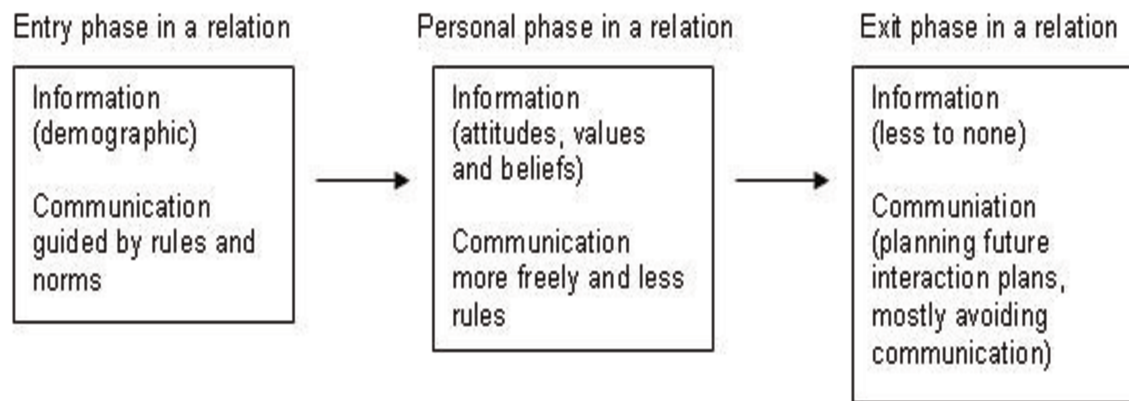 Entry phase in a relation
Information
(demographic)
Communication
guided by rules and
norms
Personal phase in a relation
Information
(attitudes, values
and beliefs)
Communication
more freely and less
rules
Exit phase in a relation
Information
(less to none)
Communiation
(planning future
interaction plans,
mostly avoiding
communication)